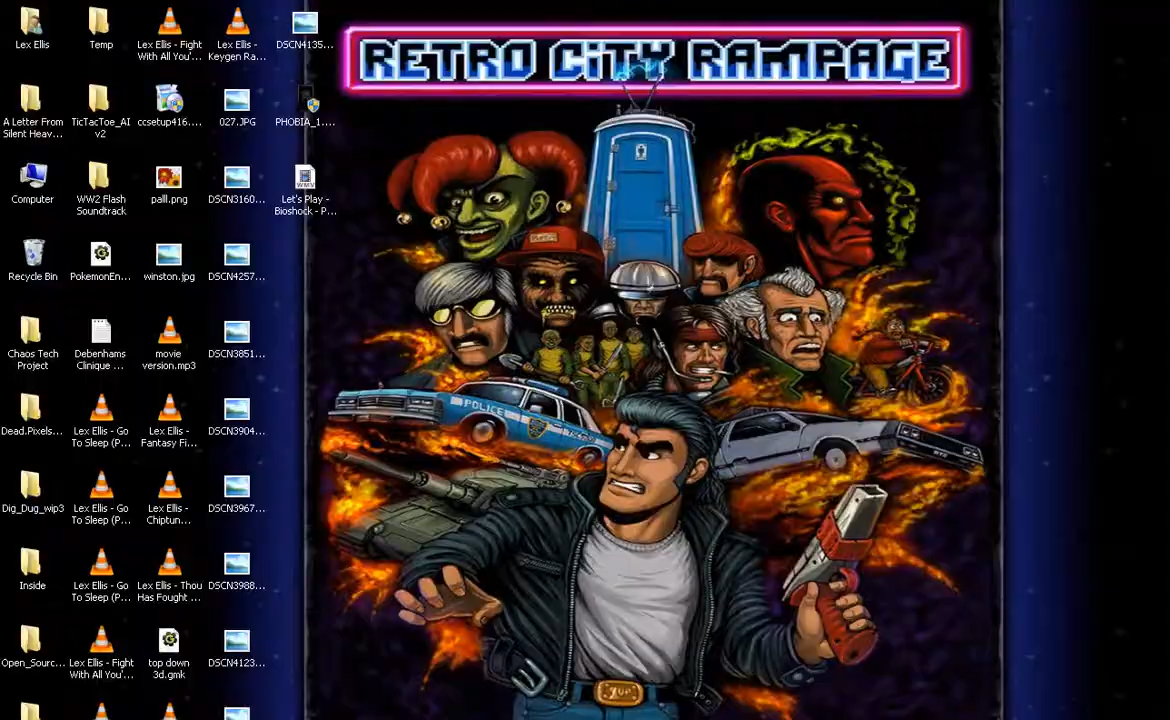 RETRO CITY RAMPAGE
Lex Ellis
Temp
Lex Ellis - Fight
With All You'...
Lex Ellis -
Keygen Ra...
DSCN4135...
A Letter From
Silent Heav...
TicTacToe_AI
v2
ccsetup416....
027.JPG
PHOBIA_1....
Computer
WW2 Flash
Soundtrack
palll.png
DSCN3160...
Let's Play -
Bioshock - P...
Recycle Bin
PokemonEn...
winston.jpg
DSCN4257...
Chaos Tech
Project
Debenhams
Clinique ...
movie
version.mp3
DSCN3851...
Dead.Pixels...
Lex Ellis - Go
To Sleep (P...
Lex Ellis -
Fantasy Fi...
DSCN3904...
Dig_Dug_wip3
Lex Ellis - Go
To Sleep (P...
Lex Ellis -
Chiptun...
DSCN3967...
Inside
Lex Ellis - Go
To Sleep (P...
Lex Ellis - Thou
Has Fought ...
DSCN3988...
Open_Sourc...
Lex Ellis - Fight
With All You'...
top down
3d.gmk
DSCN4123...
POLICE
WMV
1UP